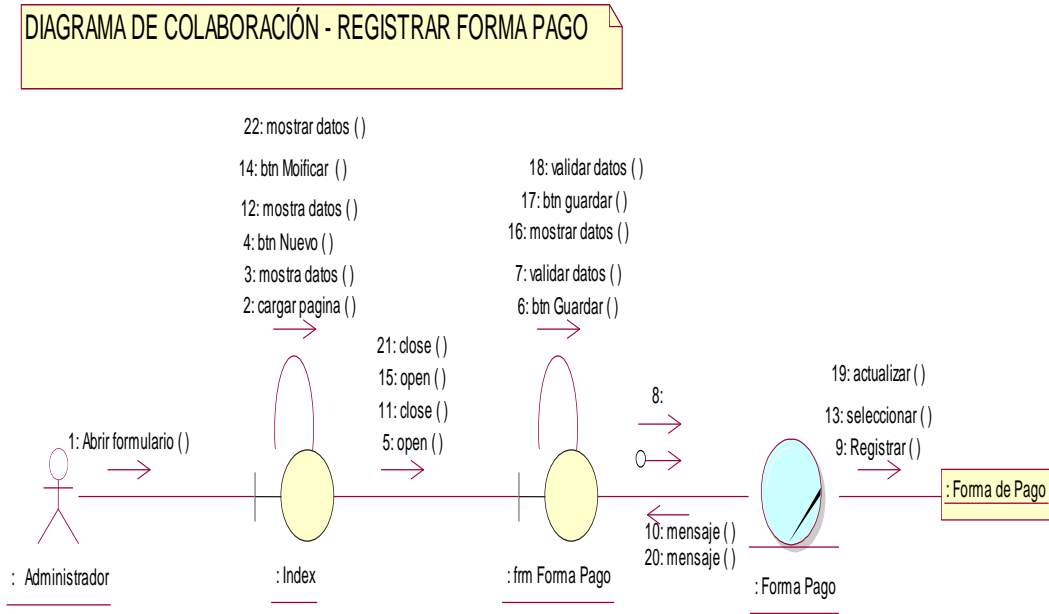 DIAGRAMA DE COLABORACIÓN - REGISTRAR FORMA PAGO
22: mostrar datos ( )
14: btn Moificar ( )
12: mostra datos ( )
4: btn Nuevo ( )
3: mostra datos ( )
2: cargar pagina ( )
18: validar datos ( )
17: btn guardar ( )
16: mostrar datos ( )
7: validar datos ( )
6: btn Guardar ( )
21: close ( )
15: open ( )
11: close ( )
5: open ( )
8:
19: actualizar ( )
13: seleccionar ( )
9: Registrar ( )
1: Abrir formulario ( )
10: mensaje ( )
20: mensaje ( )
: Forma de Pago
: Administrador
: Index
: frm Forma Pago
: Forma Pago